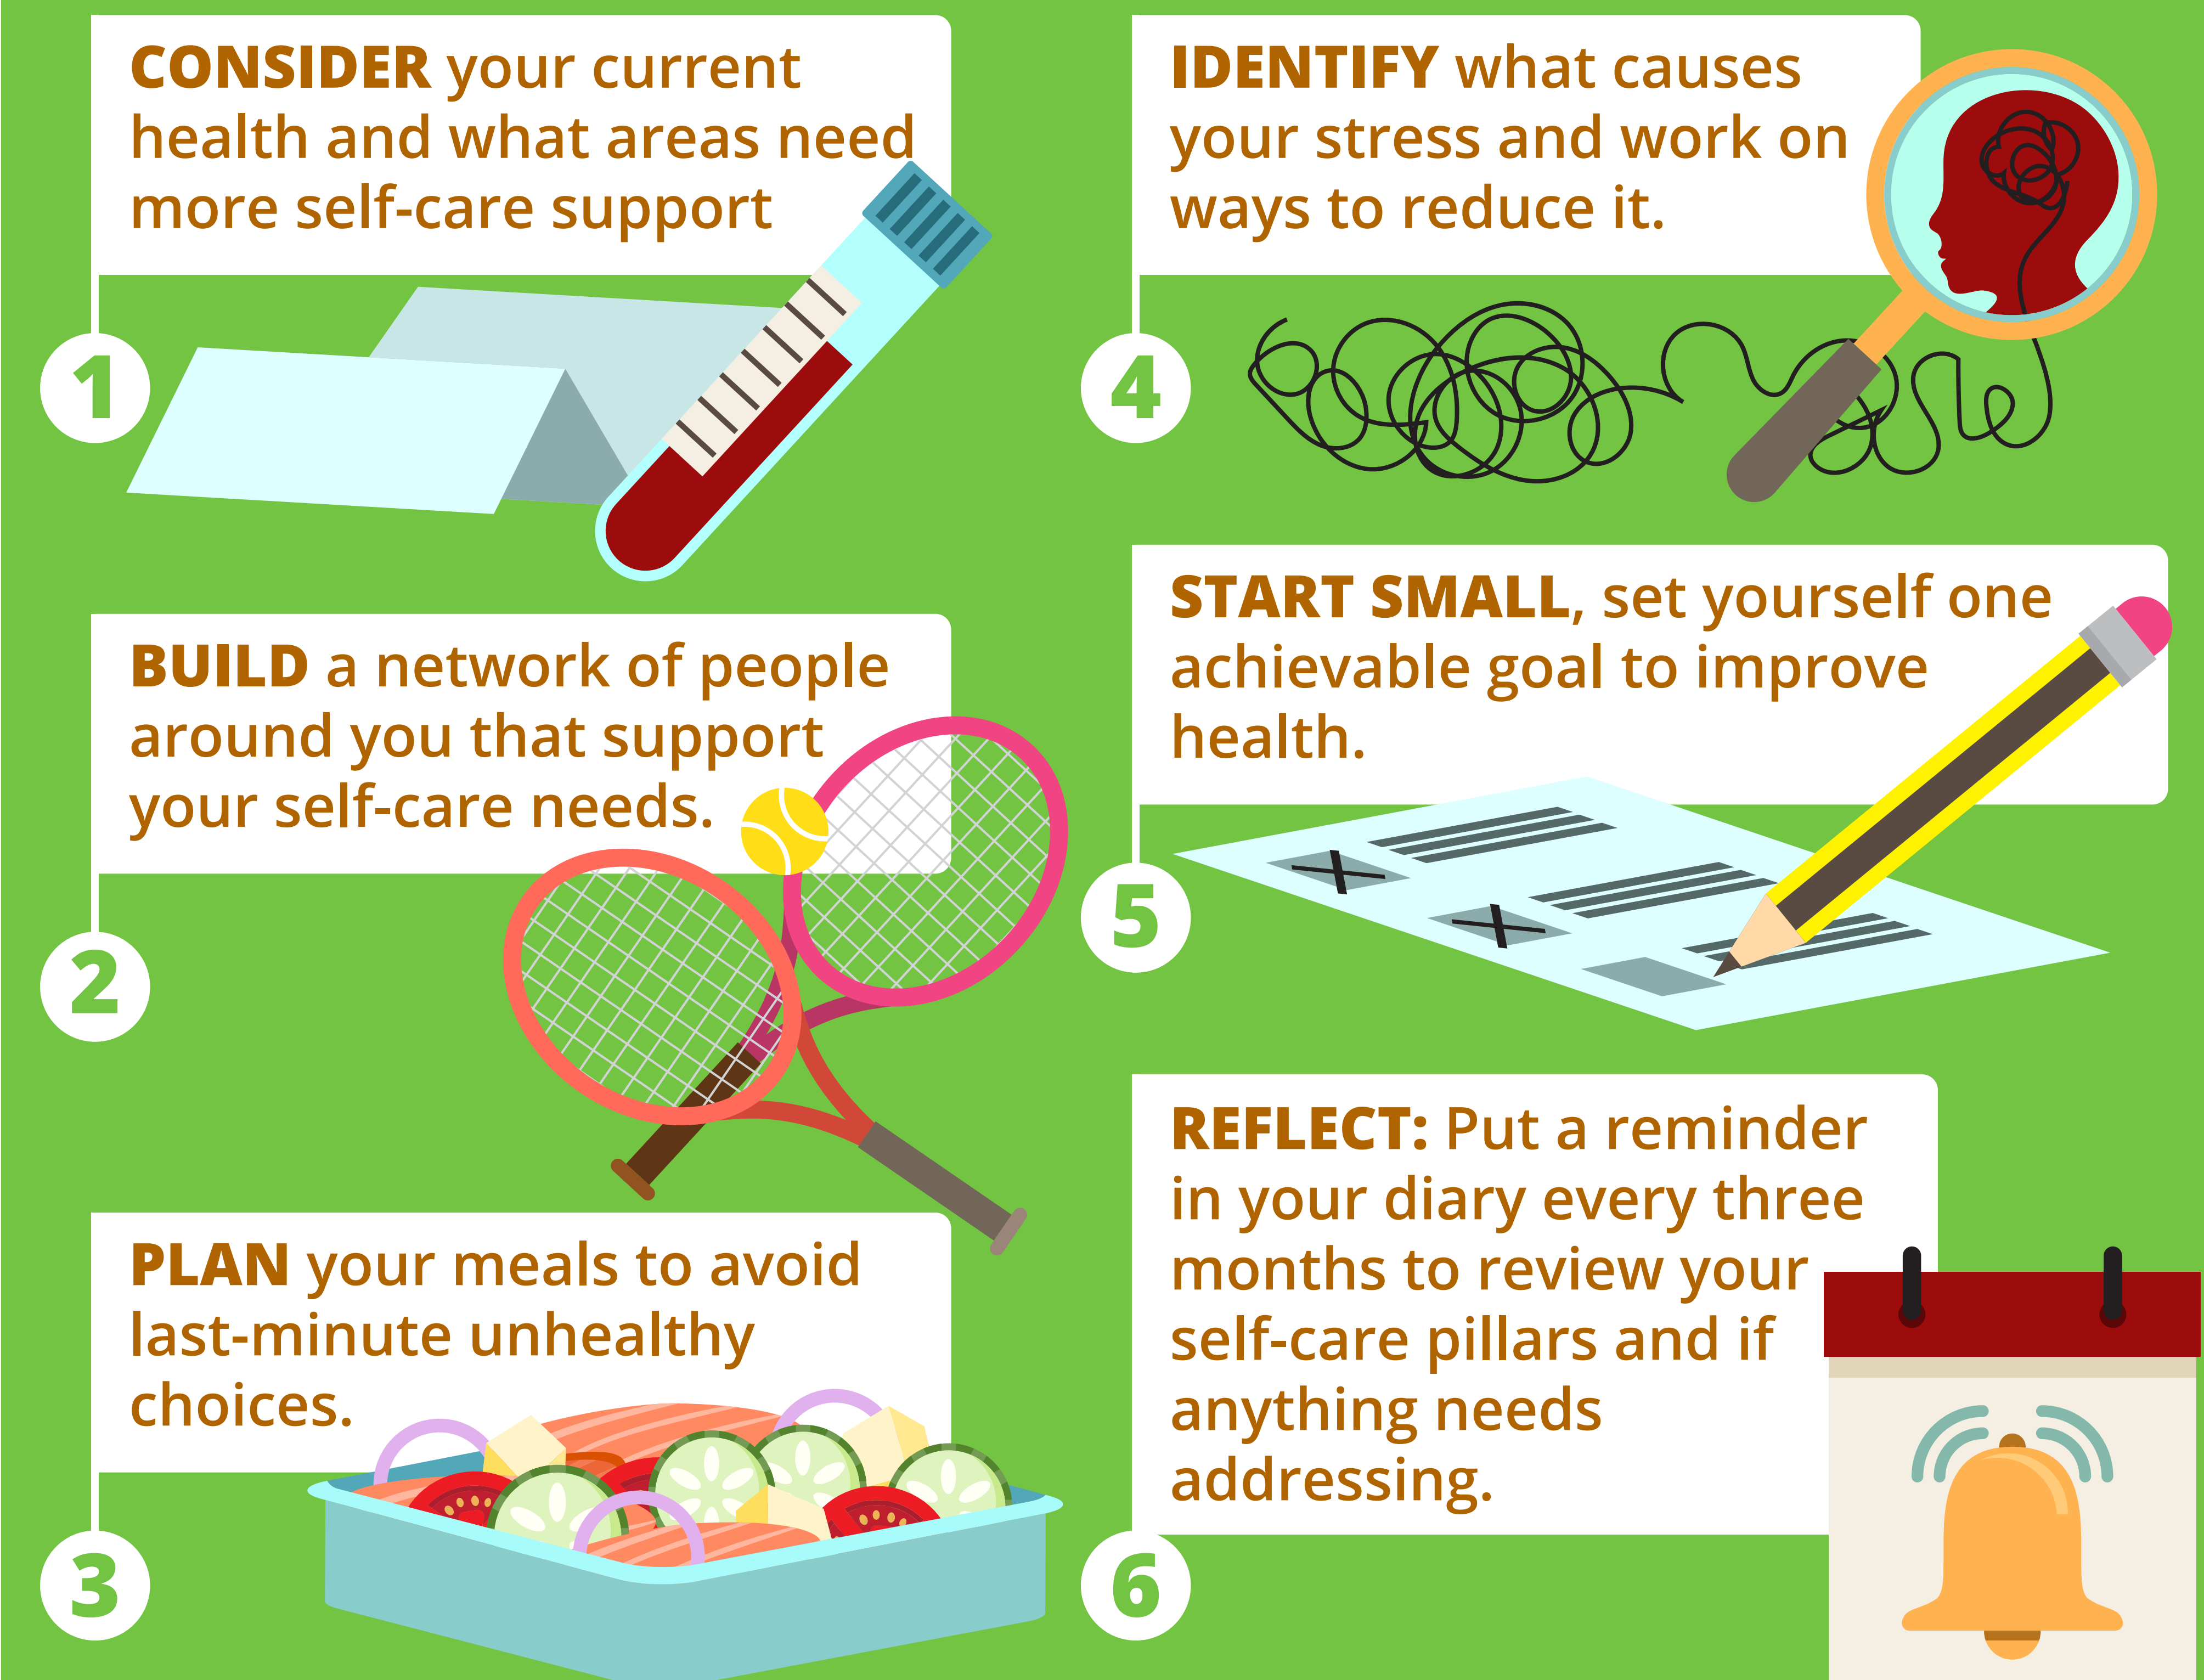 CONSIDER your current
health and what areas need
more self-care support
1
BUILD a network of people
around you that support
your self-care needs.
2
PLAN your meals to avoid
last-minute unhealthy
choices.
3
IDENTIFY what causes
your stress and work on
ways to reduce it.
4
START SMALL, set yourself one
achievable goal to improve
health.
5
REFLECT: Put a reminder
in your diary every three
months to review your
self-care pillars and if
anything needs
addressing.
6